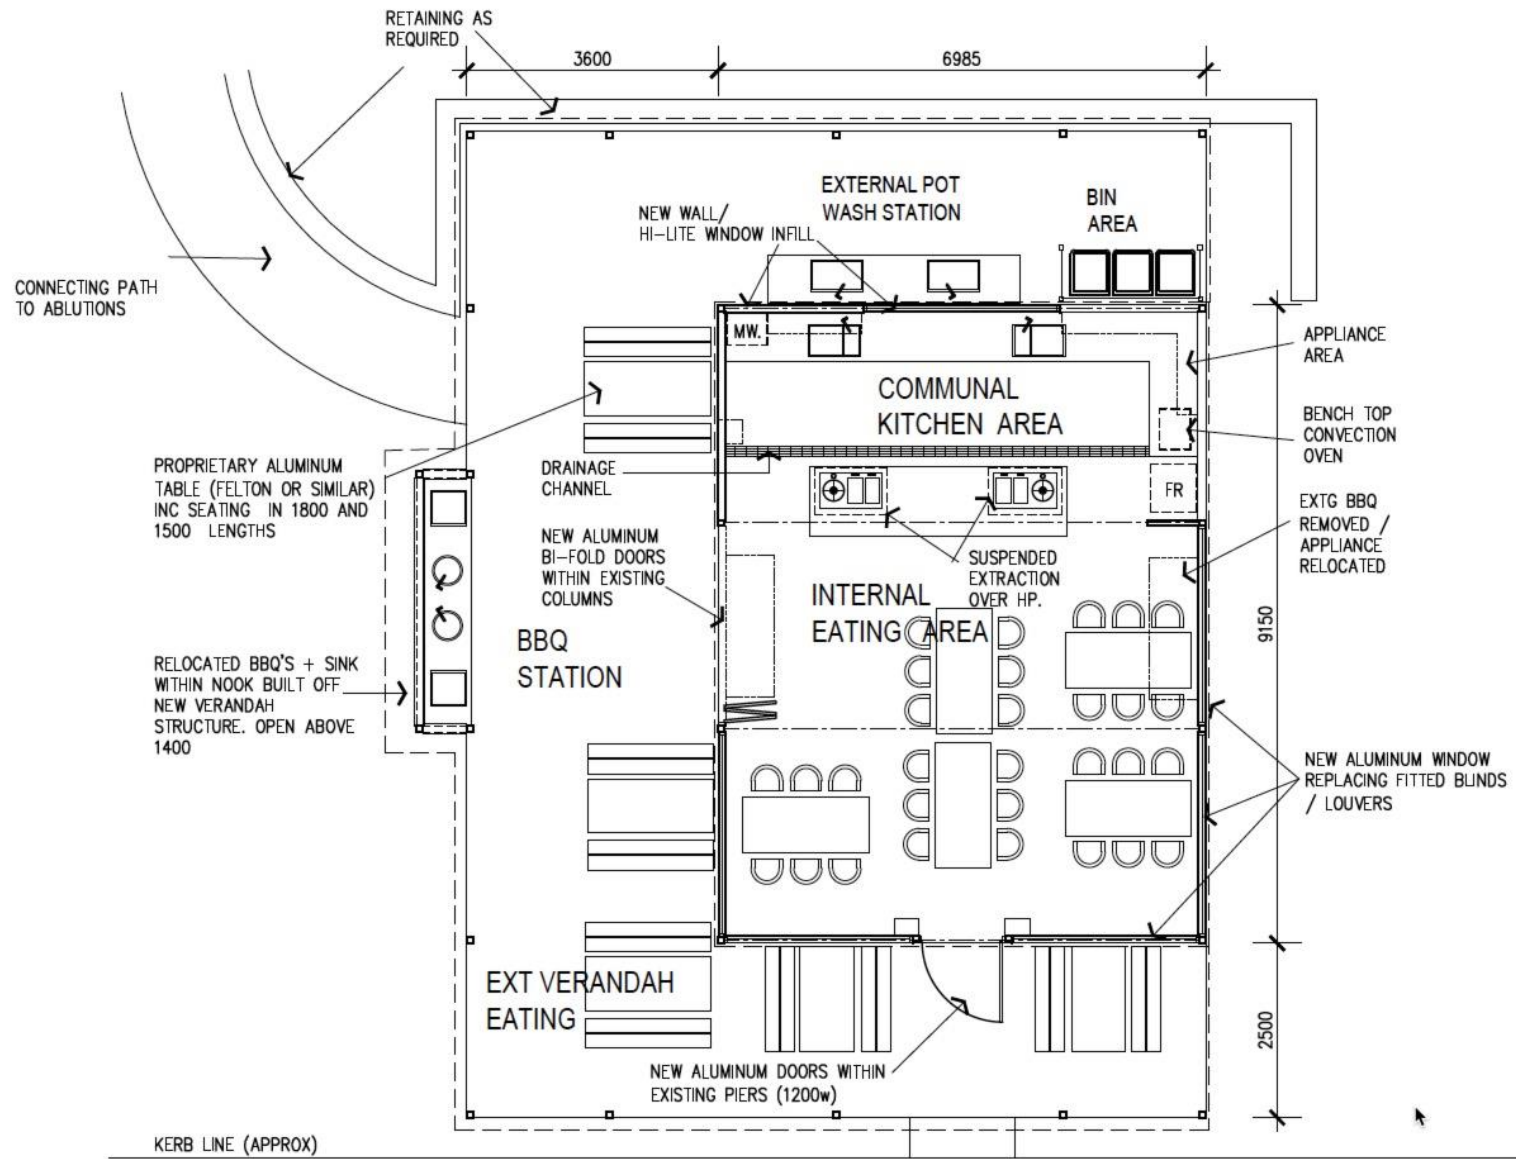 RETAINING AS
REQUIRED
3600
6985
EXTERNAL POT
WASH STATION
BIN
AREA
NEW WALL/
HI-LITE WINDOW INFILL
CONNECTING PATH
TO ABLUTIONS
MW.
APPLIANCE
AREA
COMMUNAL
KITCHEN AREA
BENCH TOP
CONVECTION
OVEN
PROPRIETARY ALUMINUM
TABLE (FELTON OR SIMILAR)
INC SEATING IN 1800 AND
1500 LENGTHS
DRAINAGE
CHANNEL
FR
EXTG BBQ
REMOVED /
APPLIANCE
RELOCATED
NEW ALUMINUM
BI-FOLD DOORS
WITHIN EXISTING
COLUMNS
SUSPENDED
EXTRACTION
OVER HP.
INTERNAL
EATING AREA
9150
BBQ
STATION
RELOCATED BBQ'S + SINK
WITHIN NOOK BUILT OFF
NEW VERANDAH
STRUCTURE. OPEN ABOVE
1400
NEW ALUMINUM WINDOW
REPLACING FITTED BLINDS
/ LOUVERS
EXT VERANDAH
EATING
2500
NEW ALUMINUM DOORS WITHIN
EXISTING PIERS (1200w)
KERB LINE (APPROX)